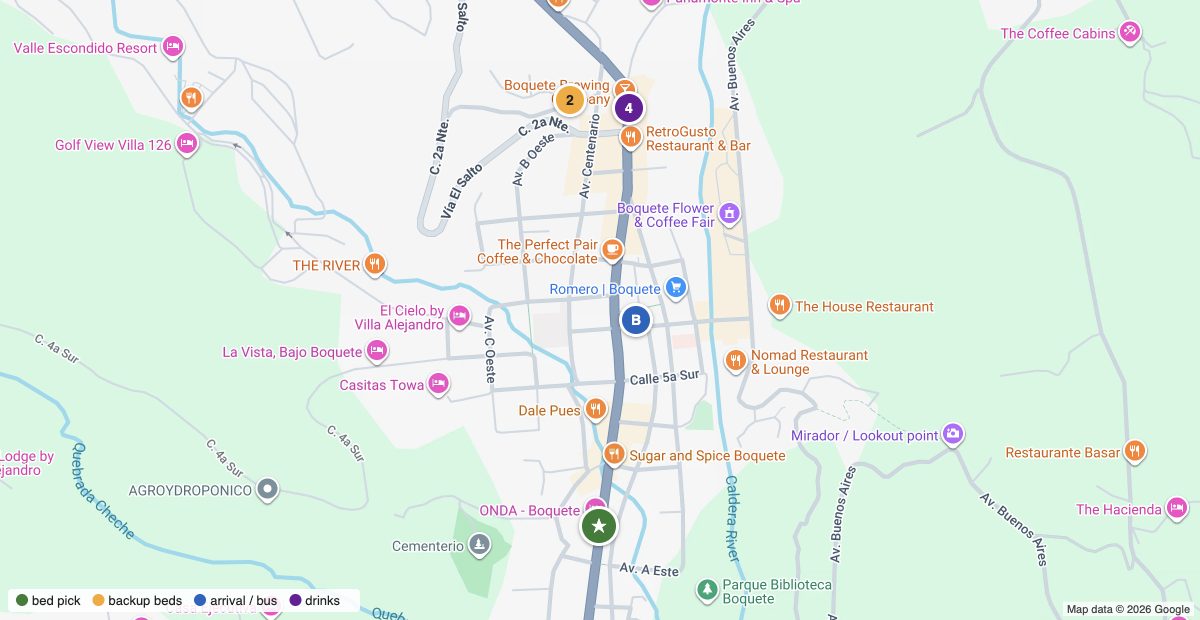 Panamonte Inn & Spa
Valle Escondido Resort
The Coffee Cabins
Salto
Av. Buenos Aires
Boquete Brewing
Company
2
4
C. 2a Nte.
RetroGusto
Restaurant & Bar
Golf View Villa 126
C. 2a Nte.
Av. B Oeste
Av. Centenario
Vía El Salto
Boquete Flower
& Coffee Fair
The Perfect Pair
Coffee & Chocolate
THE RIVER
Romero | Boquete
The House Restaurant
El Cielo by
Villa Alejandro
B
Av. C Oeste
C. 4a Sur
La Vista, Bajo Boquete
Nomad Restaurant
& Lounge
Casitas Towa
Calle 5a Sur
Dale Pues
Mirador / Lookout point
C. 4a Sur
C. 4a Sur
Sugar and Spice Boquete
Restaurante Basar
Lodge by
ejandro
Quebrada Cheche
AGROYDROPONICO
Caldera River
Av. Buenos Aires
Av. Buenos Aires
ONDA - Boquete
The Hacienda
Cementerio
Av. A Este
Parque Biblioteca
Boquete
bed pick
backup beds
arrival / bus
drinks
Queb
Map data © 2026 Google